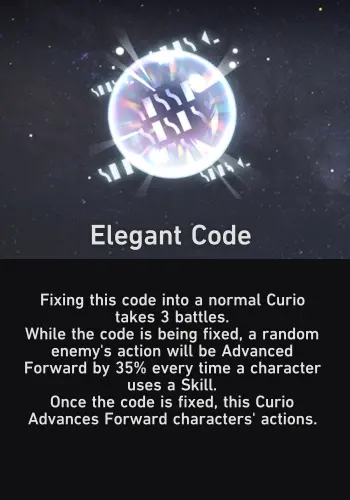 Elegant Code
Fixing this code into a normal Curio
takes 3 battles.
While the code is being fixed, a random
enemy's action will be Advanced
Forward by 35% every time a character
uses a Skill.
Once the code is fixed, this Curio
Advances Forward characters' actions.